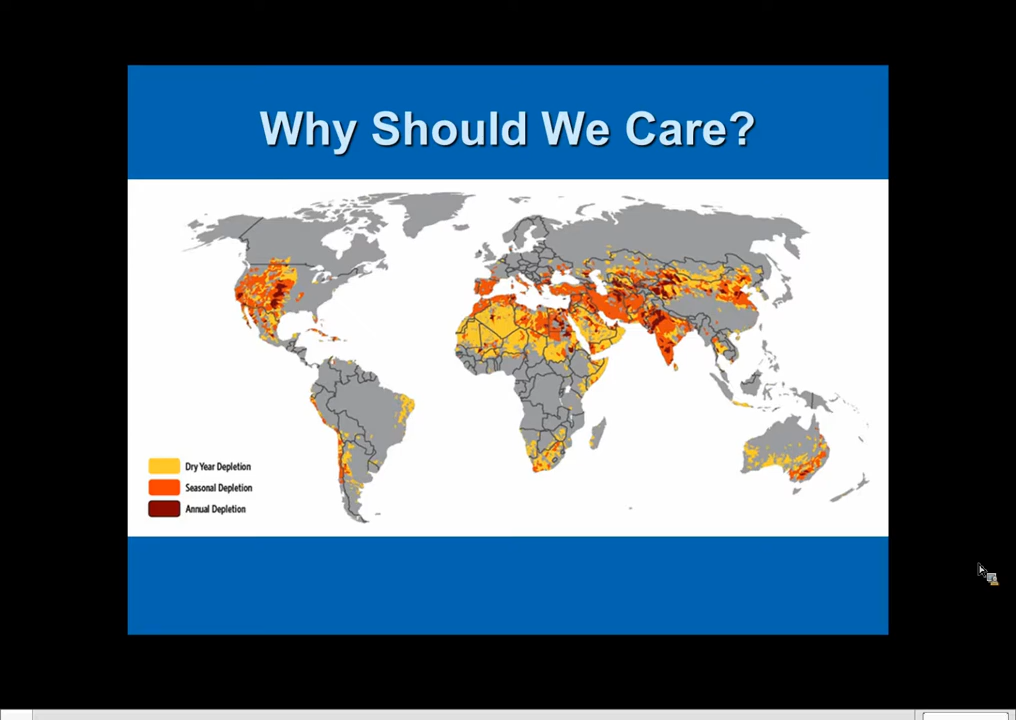 Why Should We Care?
Dry Year Depletion
Seasonal Depletion
Annual Depletion